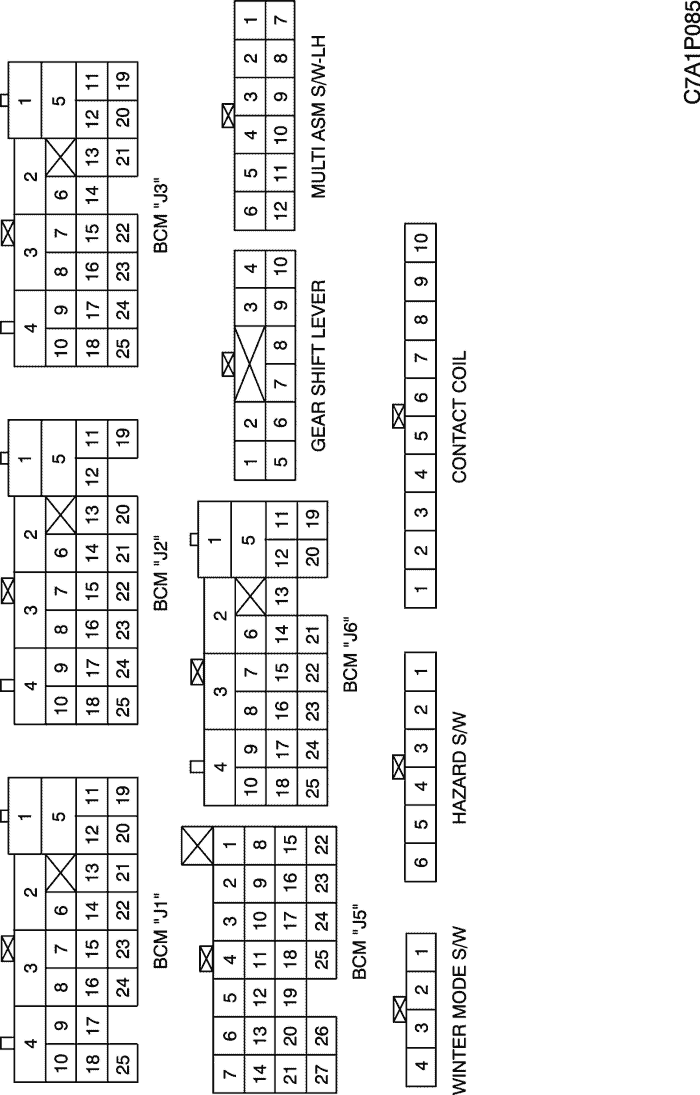 4 3 2 1
10 9 8 7 6 5
18 17 16 15 14 13 12 11
25 24 23 22 21 20 19
BCM "J1"
4 3 2 1
10 9 8 7 6 5
18 17 16 15 14 13 12 11
25 24 23 22 21 20 19
BCM "J2"
4 3 2 1
10 9 8 7 6 5
18 17 16 15 14 13 12 11
25 24 23 22 21 20 19
BCM "J3"
7 6 5 4 3 2 1
14 13 12 11 10 9 8
21 20 19 18 17 16 15
27 26 25 24 23 22
BCM "J5"
4 3 2 1
10 9 8 7 6 5
18 17 16 15 14 13 12 11
25 24 23 22 21 20 19
BCM "J6"
1 2 3 4
5 6 7 8 9 10
GEAR SHIFT LEVER
6 5 4 3 2 1
12 11 10 9 8 7
MULTI ASM S/W-LH
4 3 2 1
WINTER MODE S/W
6 5 4 3 2 1
HAZARD S/W
1 2 3 4 5 6 7 8 9 10
CONTACT COIL
C7A1P085